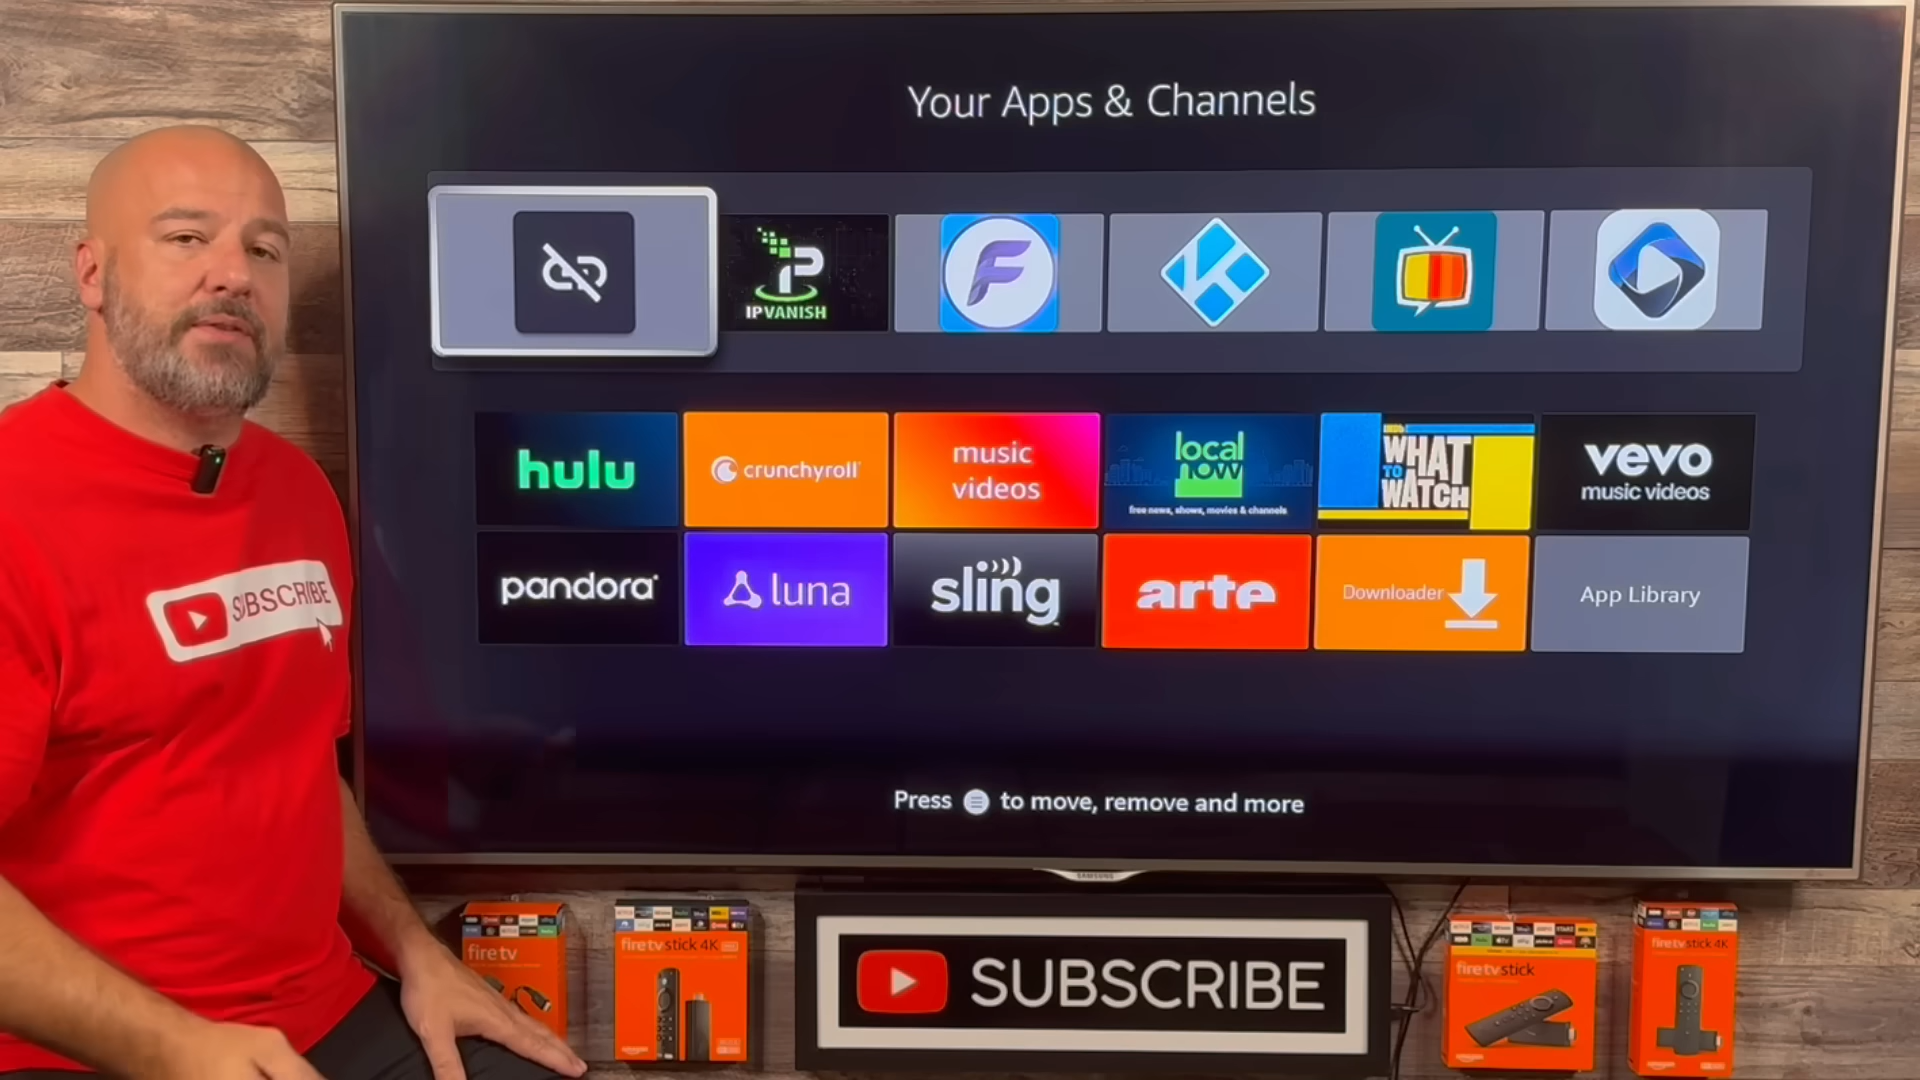 Your Apps & Channels
IPVANISH
hulu
crunchyroll
music
videos
local
now
free news, shows, movies & channels
WHAT
TO
WATCH
vevo
music videos
pandora
luna
sling
arte
Downloader
App Library
Press to move, remove and more
SAMSUNG
SUBSCRIBE
fire tv
fire tv stick 4K
SUBSCRIBE
fire tv stick
fire tv stick 4K